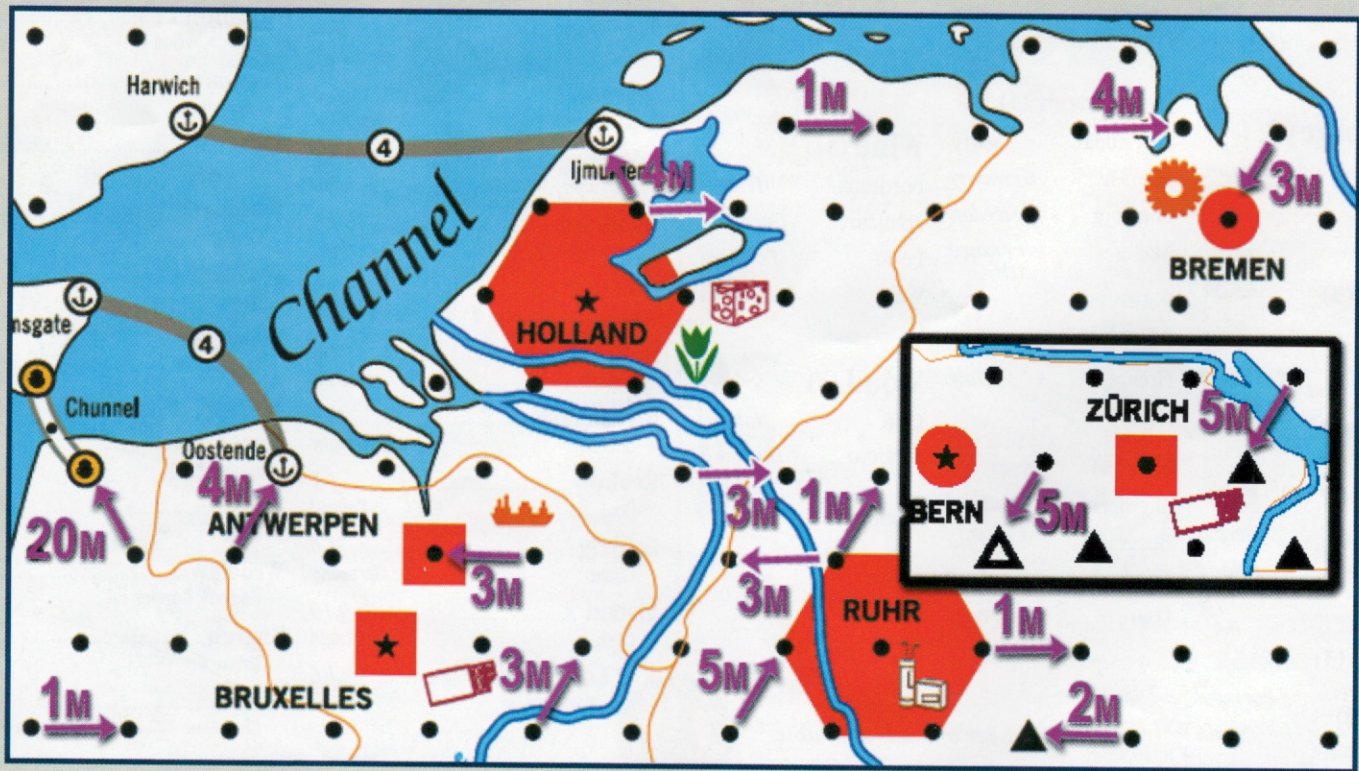 Harwich
4
Ijmuiden
1M
4M
4M
3M
BREMEN
Channel
HOLLAND
nsgate
4
Chunnel
Oostende
4M
ZÜRICH
5M
BERN
5M
20M
ANTWERPEN
3M
1M
3M
3M
RUHR
1M
BRUXELLES
3M
5M
1M
2M